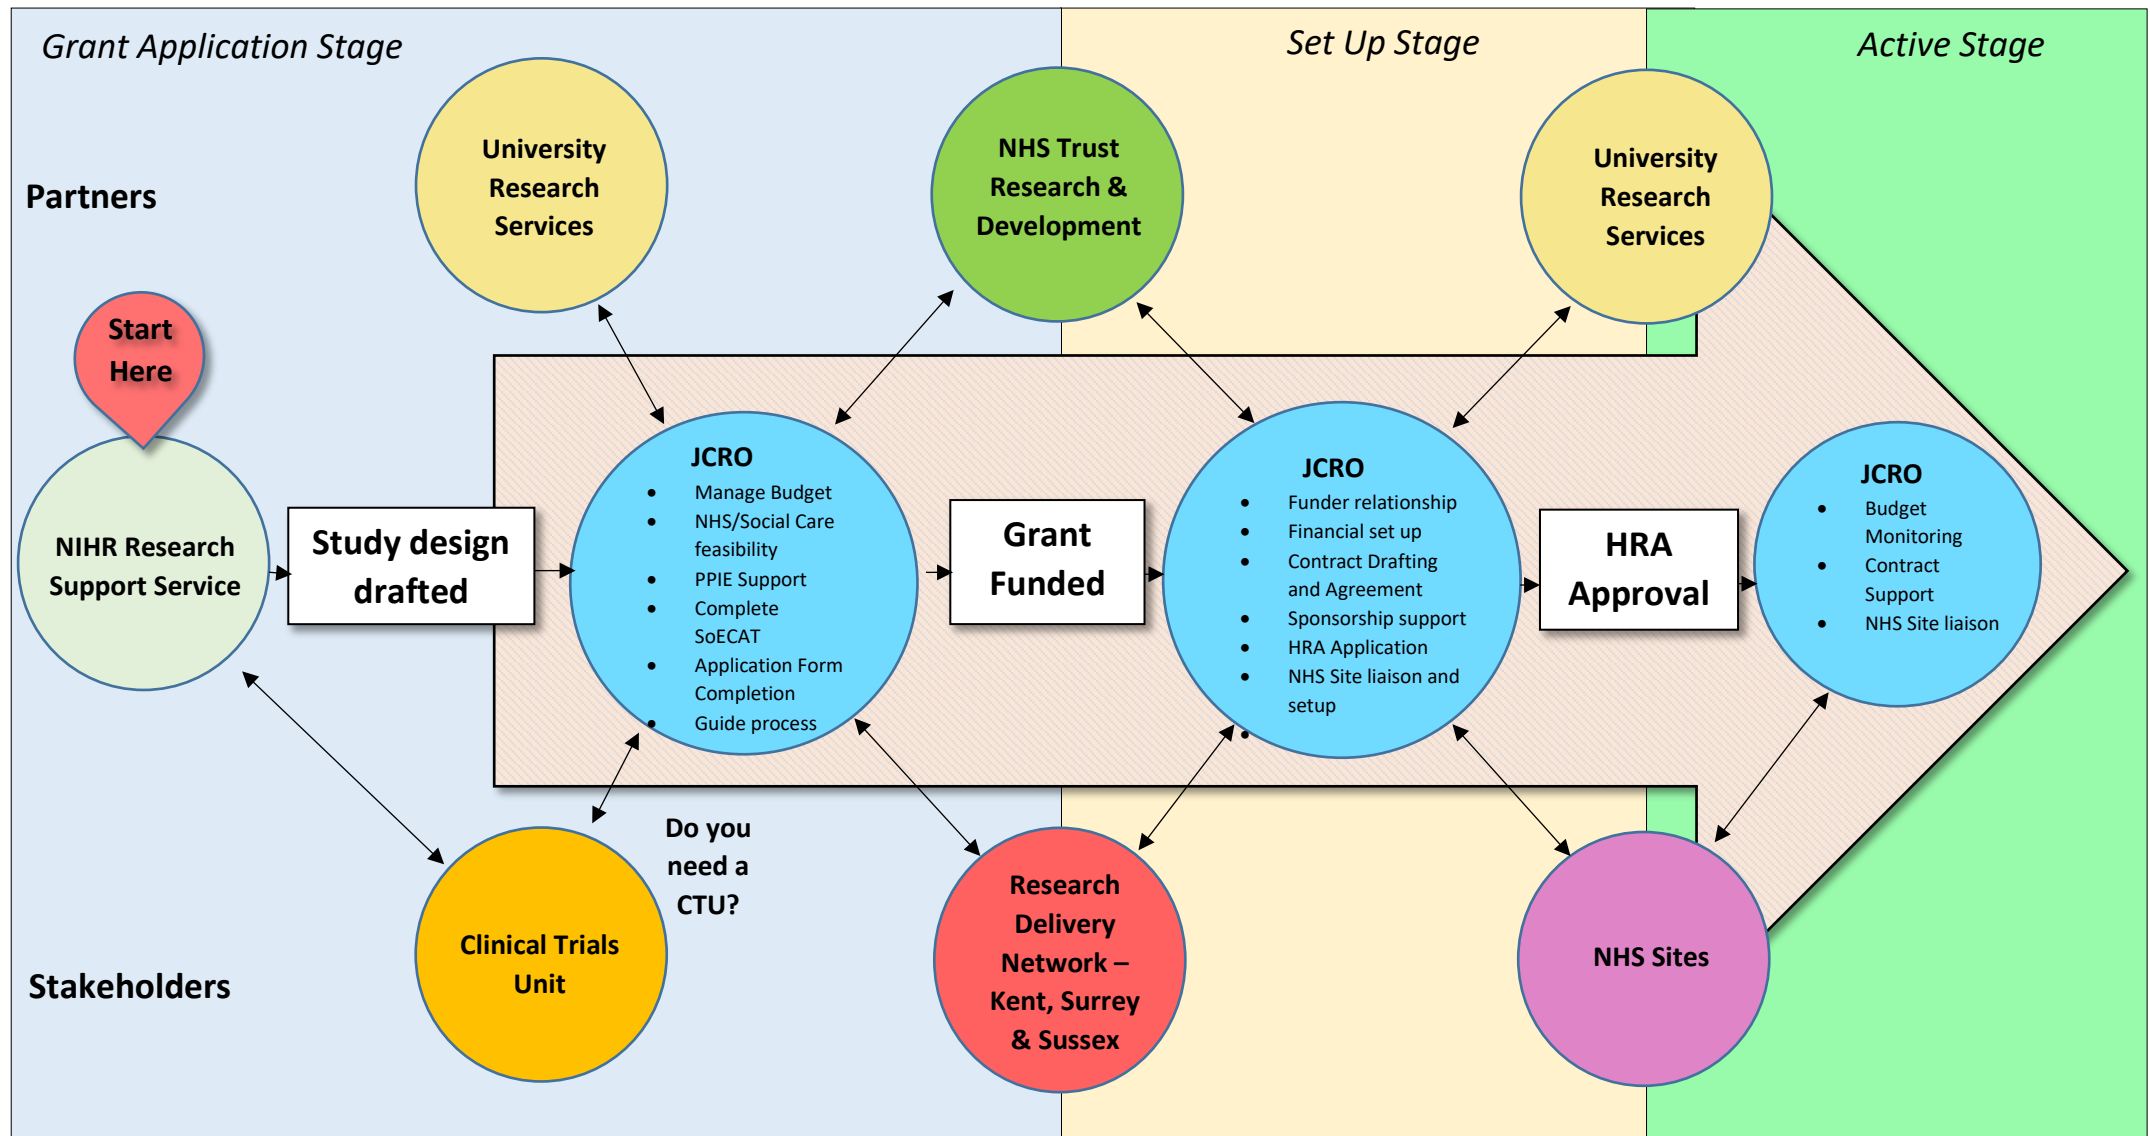 Grant Application Stage
Set Up Stage
Active Stage
Partners
University
Research
Services
NHS Trust
Research &
Development
University
Research
Services
Start
Here
NIHR Research
Support Service
Study design
drafted
JCRO
• Manage Budget
• NHS/Social Care
feasibility
• PPIE Support
• Complete
SoECAT
• Application Form
Completion
• Guide process
Grant
Funded
JCRO
• Funder relationship
• Financial set up
• Contract Drafting
and Agreement
• Sponsorship support
• HRA Application
• NHS Site liaison and
setup
•
HRA
Approval
JCRO
• Budget
Monitoring
• Contract
Support
• NHS Site liaison
Do you
need a
CTU?
Stakeholders
Clinical Trials
Unit
Research
Delivery
Network –
Kent, Surrey
& Sussex
NHS Sites